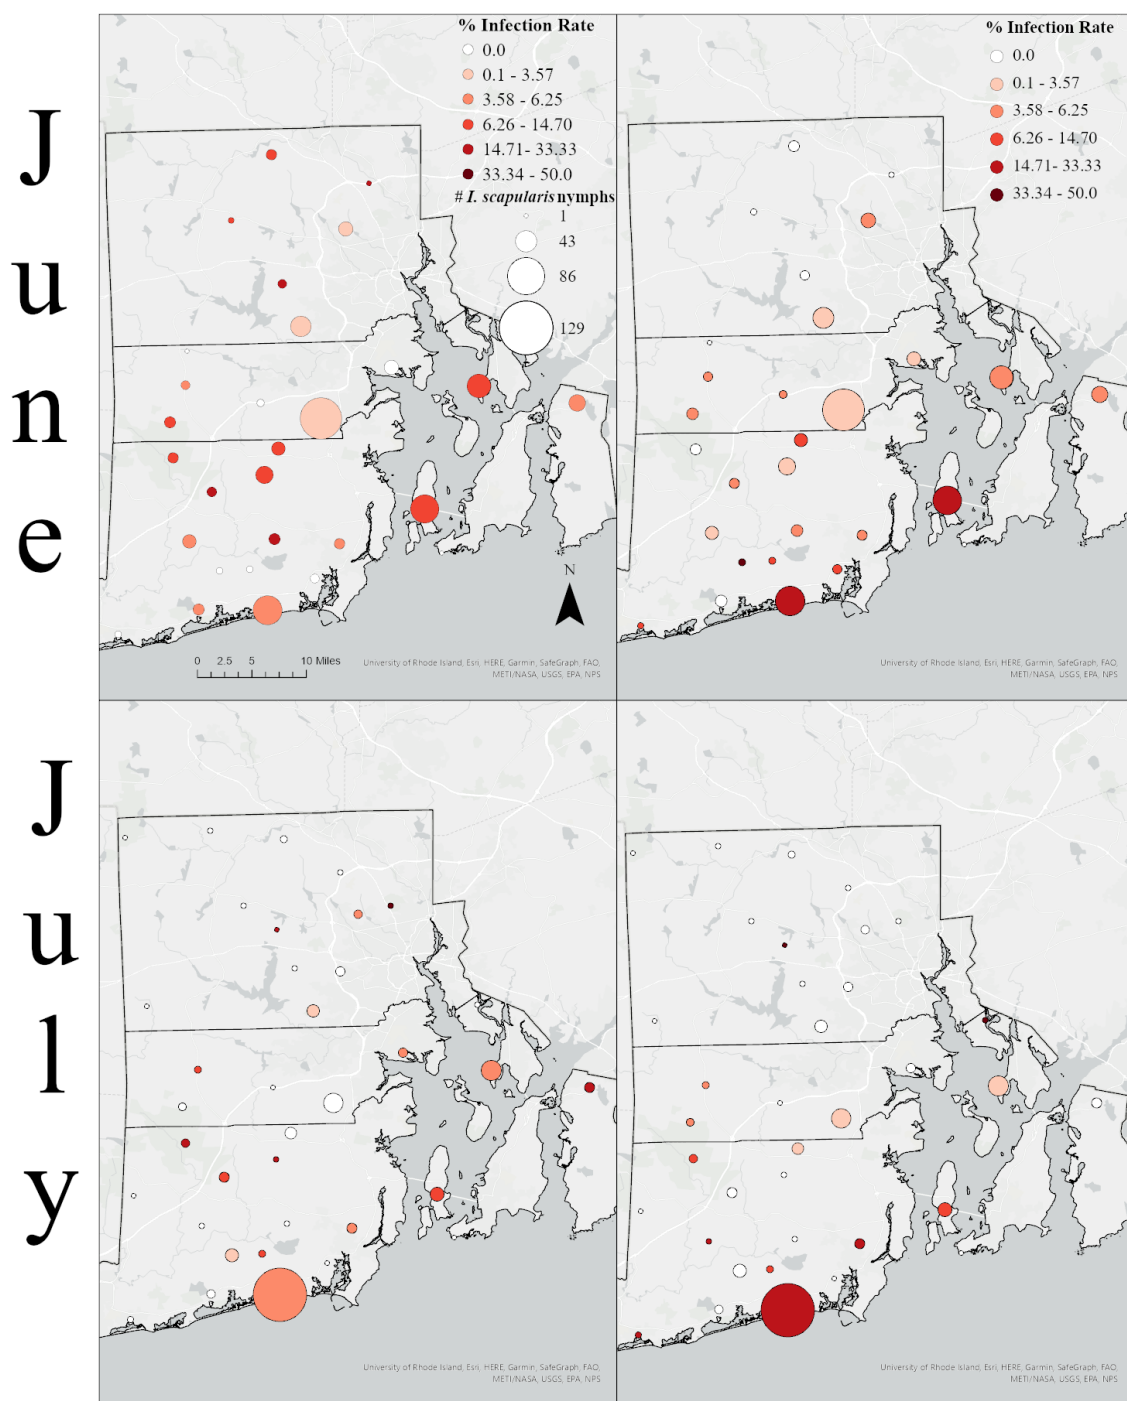 June
% Infection Rate
0.0
0.1 - 3.57
3.58 - 6.25
6.26 - 14.70
14.71- 33.33
33.34 - 50.0
# I. scapularis nymphs
1
43
86
129
N
0 2.5 5 10 Miles
University of Rhode Island, Esri, HERE, Garmin, SafeGraph, FAO,
METI/NASA, USGS, EPA, NPS
% Infection Rate
0.0
0.1 - 3.57
3.58 - 6.25
6.26 - 14.70
14.71- 33.33
33.34 - 50.0
University of Rhode Island, Esri, HERE, Garmin, SafeGraph, FAO,
METI/NASA, USGS, EPA, NPS
July
University of Rhode Island, Esri, HERE, Garmin, SafeGraph, FAO,
METI/NASA, USGS, EPA, NPS
University of Rhode Island, Esri, HERE, Garmin, SafeGraph, FAO,
METI/NASA, USGS, EPA, NPS